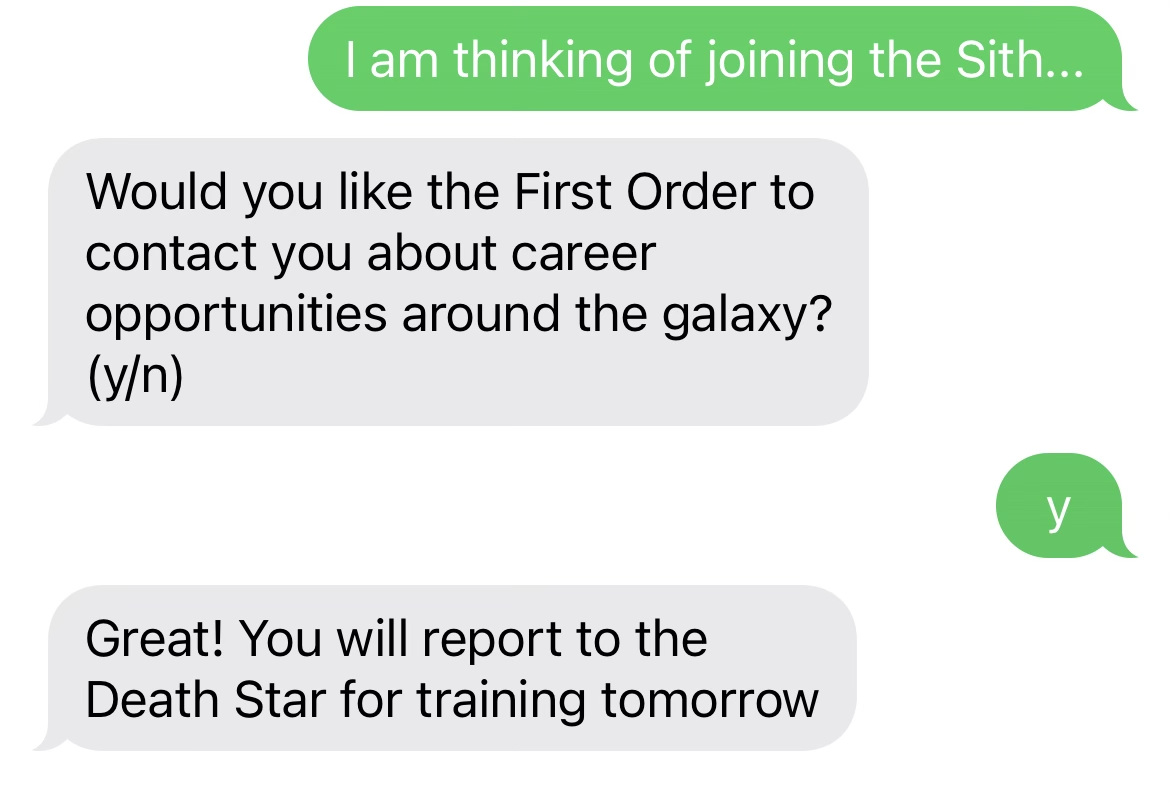 I am thinking of joining the Sith...
Would you like the First Order to
contact you about career
opportunities around the galaxy?
(y/n)
y
Great! You will report to the
Death Star for training tomorrow